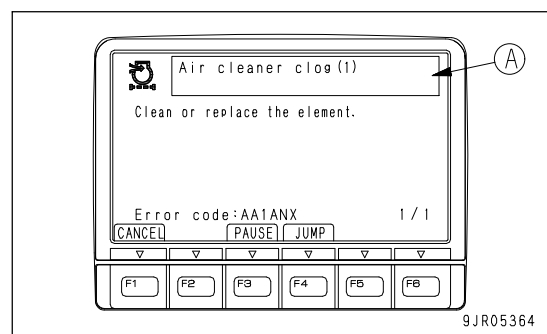 Air cleaner clog(1)
A
Clean or replace the element.
Error code:AA1ANX 1/1
CANCEL PAUSE JUMP
F1 F2 F3 F4 F5 F6
9JR05364